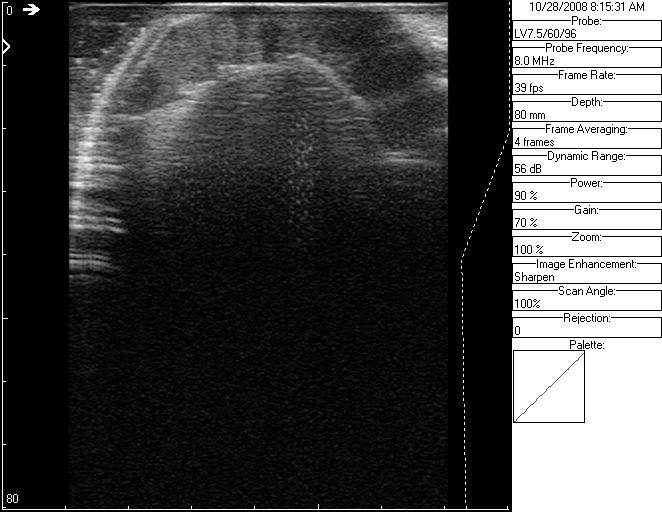 0
80
10/28/2008 8:15:31 AM
Probe:
LV7.5/60/96
Probe Frequency:
8.0 MHz
Frame Rate:
39 fps
Depth:
80 mm
Frame Averaging:
4 frames
Dynamic Range:
56 dB
Power:
90 %
Gain:
70 %
Zoom:
100 %
Image Enhancement:
Sharpen
Scan Angle:
100%
Rejection:
0
Palette: